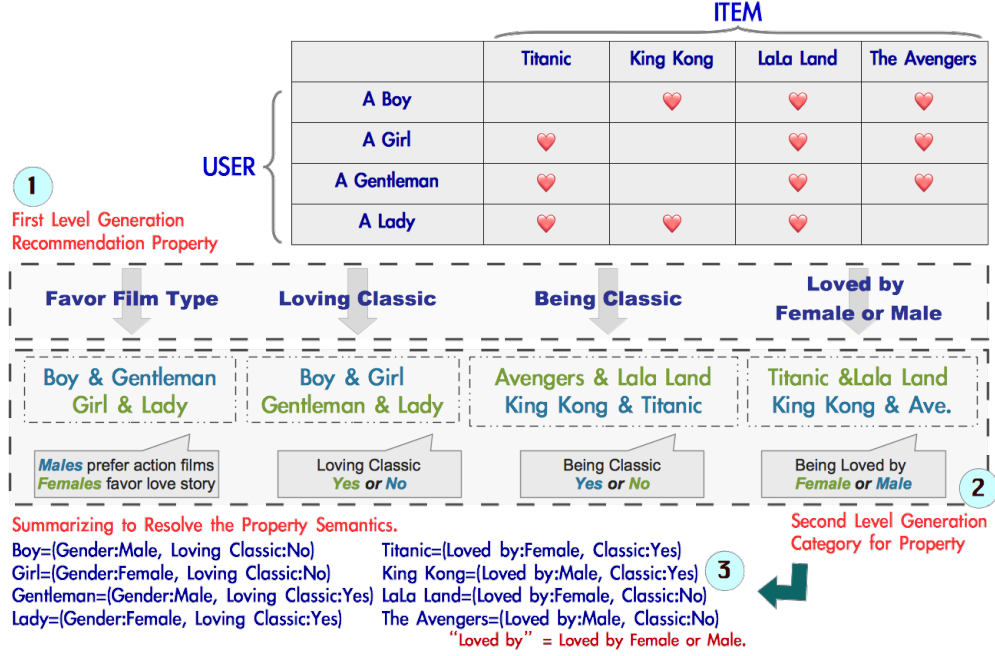 ITEM
Titanic King Kong LaLa Land The Avengers
A Boy
A Girl
A Gentleman
A Lady
USER
1
First Level Generation
Recommendation Property
Favor Film Type
Loving Classic
Being Classic
Loved by
Female or Male
Boy & Gentleman
Girl & Lady
Boy & Girl
Gentleman & Lady
Avengers & Lala Land
King Kong & Titanic
Titanic &Lala Land
King Kong & Ave.
Males prefer action films
Females favor love story
Loving Classic
Yes or No
Being Classic
Yes or No
Being Loved by
Female or Male
2
Second Level Generation
Category for Property
Summarizing to Resolve the Property Semantics.
Boy=(Gender:Male, Loving Classic:No)
Girl=(Gender:Female, Loving Classic:No)
Gentleman=(Gender:Male, Loving Classic:Yes)
Lady=(Gender:Female, Loving Classic:Yes)
Titanic=(Loved by:Female, Classic:Yes)
King Kong=(Loved by:Male, Classic:Yes)
LaLa Land=(Loved by:Female, Classic:No)
The Avengers=(Loved by:Male, Classic:No)
3
“Loved by” = Loved by Female or Male.